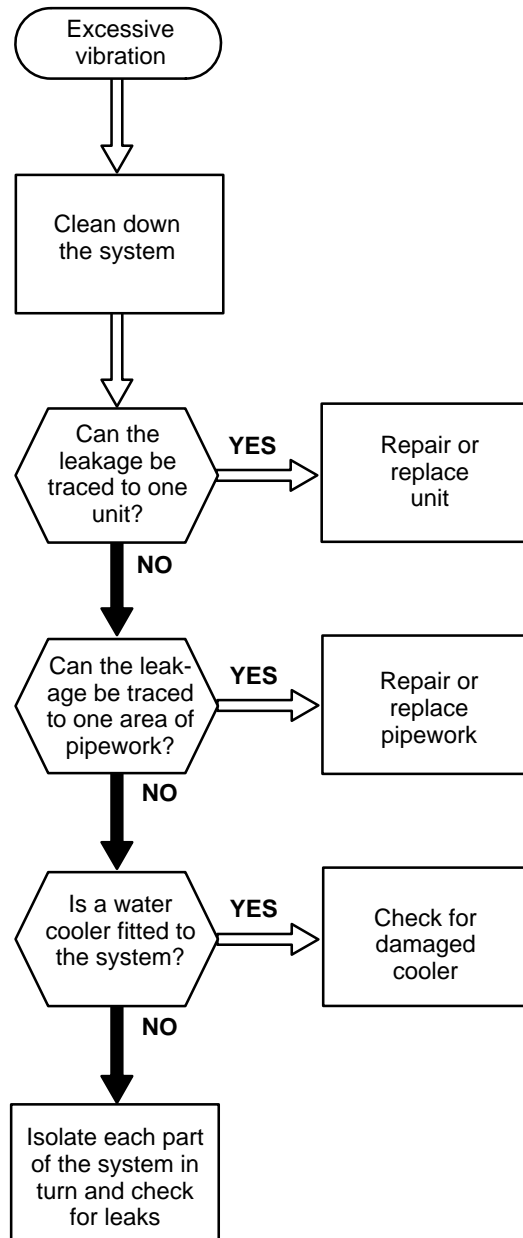 Excessive
vibration
Clean down
the system
Can the
leakage be
traced to one
unit?
YES
Repair or
replace
unit
NO
Can the leak-
age be traced
to one area of
pipework?
YES
Repair or
replace
pipework
NO
Is a water
cooler fitted to
the system?
YES
Check for
damaged
cooler
NO
Isolate each part
of the system in
turn and check
for leaks